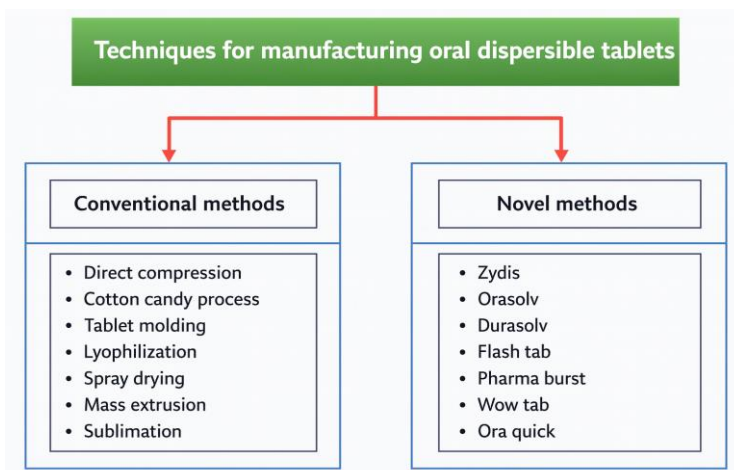 Techniques for manufacturing oral dispersible tablets
Conventional methods
• Direct compression
• Cotton candy process
• Tablet molding
• Lyophilization
• Spray drying
• Mass extrusion
• Sublimation
Novel methods
• Zydis
• Orasolv
• Durasolv
• Flash tab
• Pharma burst
• Wow tab
• Ora quick